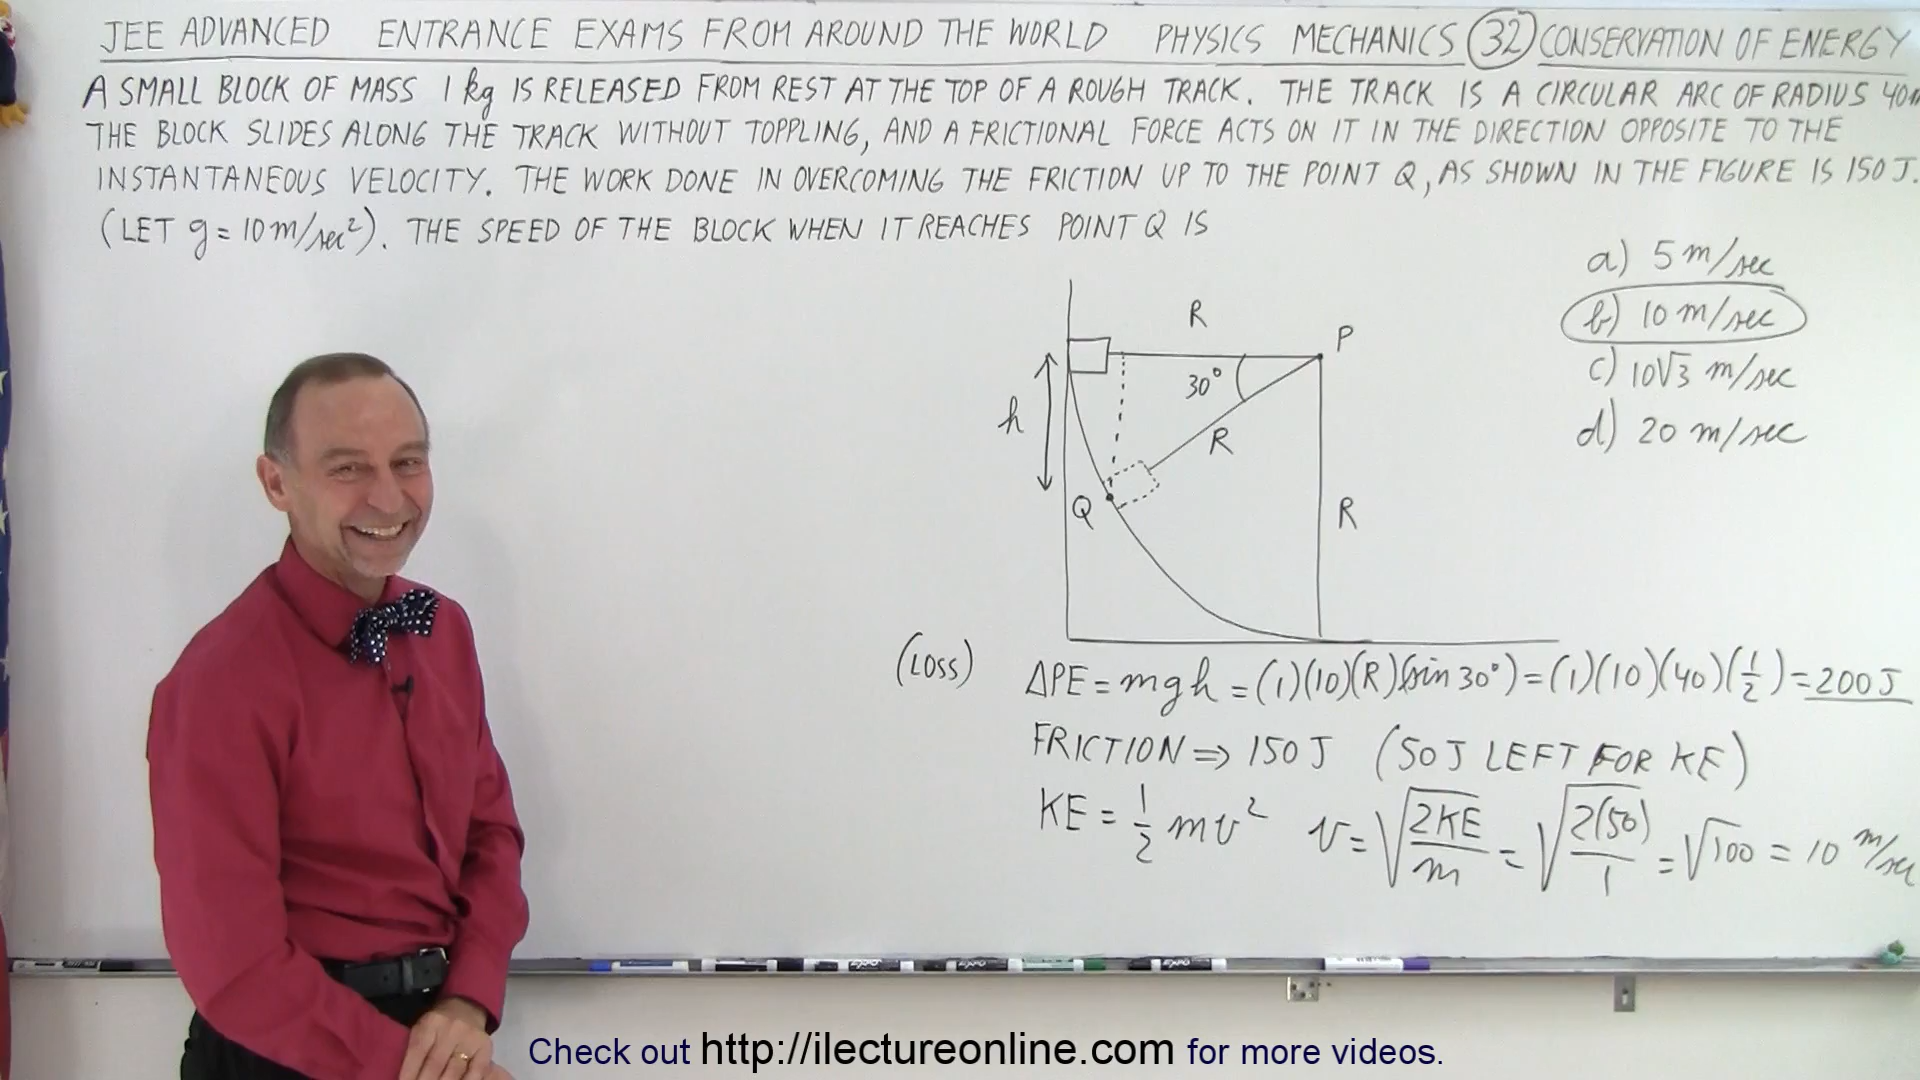 JEE ADVANCED ENTRANCE EXAMS FROM AROUND THE WORLD PHYSICS MECHANICS 32 CONSERVATION OF ENERGY
A SMALL BLOCK OF MASS 1 kg IS RELEASED FROM REST AT THE TOP OF A ROUGH TRACK. THE TRACK IS A CIRCULAR ARC OF RADIUS 40m
THE BLOCK SLIDES ALONG THE TRACK WITHOUT TOPPLING, AND A FRICTIONAL FORCE ACTS ON IT IN THE DIRECTION OPPOSITE TO THE
INSTANTANEOUS VELOCITY. THE WORK DONE IN OVERCOMING THE FRICTION UP TO THE POINT Q, AS SHOWN IN THE FIGURE IS 150 J.
(LET g = 10 m/sec²). THE SPEED OF THE BLOCK WHEN IT REACHES POINT Q IS
a) 5 m/sec
b) 10 m/sec
c) 10√3 m/sec
d) 20 m/sec
R
P
30°
h
R
Q
R
(LOSS) ΔPE = mgh = (1)(10)(R)(sin 30°) = (1)(10)(40)(1/2) = 200 J
FRICTION ⇒ 150 J (50 J LEFT FOR KE)
KE = 1/2 mv² v = √(2KE/m) = √(2(50)/1) = √100 = 10 m/sec
EXPO
EXPO
EXPO
Check out http://ilectureonline.com for more videos.